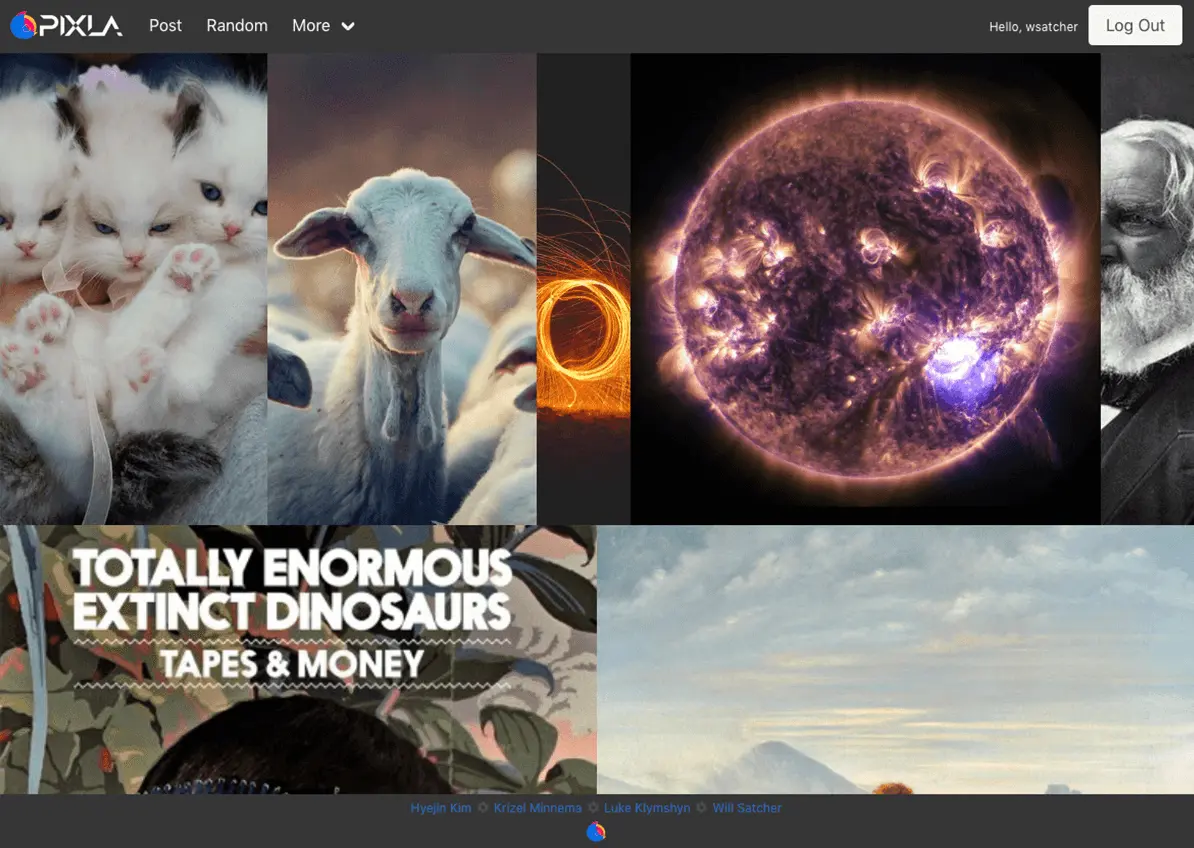 PIXLA Post Random More Hello, wsatcher Log Out
TOTALLY ENORMOUS
EXTINCT DINOSAURS
TAPES & MONEY
Hyejin Kim Krizel Minnema Luke Klymshyn Will Satcher